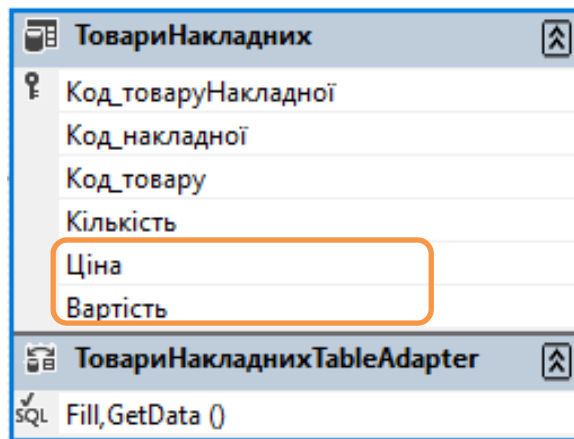 ТовариНакладних
Код_товаруНакладної
Код_накладної
Код_товару
Кількість
Ціна
Вартість
ТовариНакладнихTableAdapter
SQL Fill,GetData ()